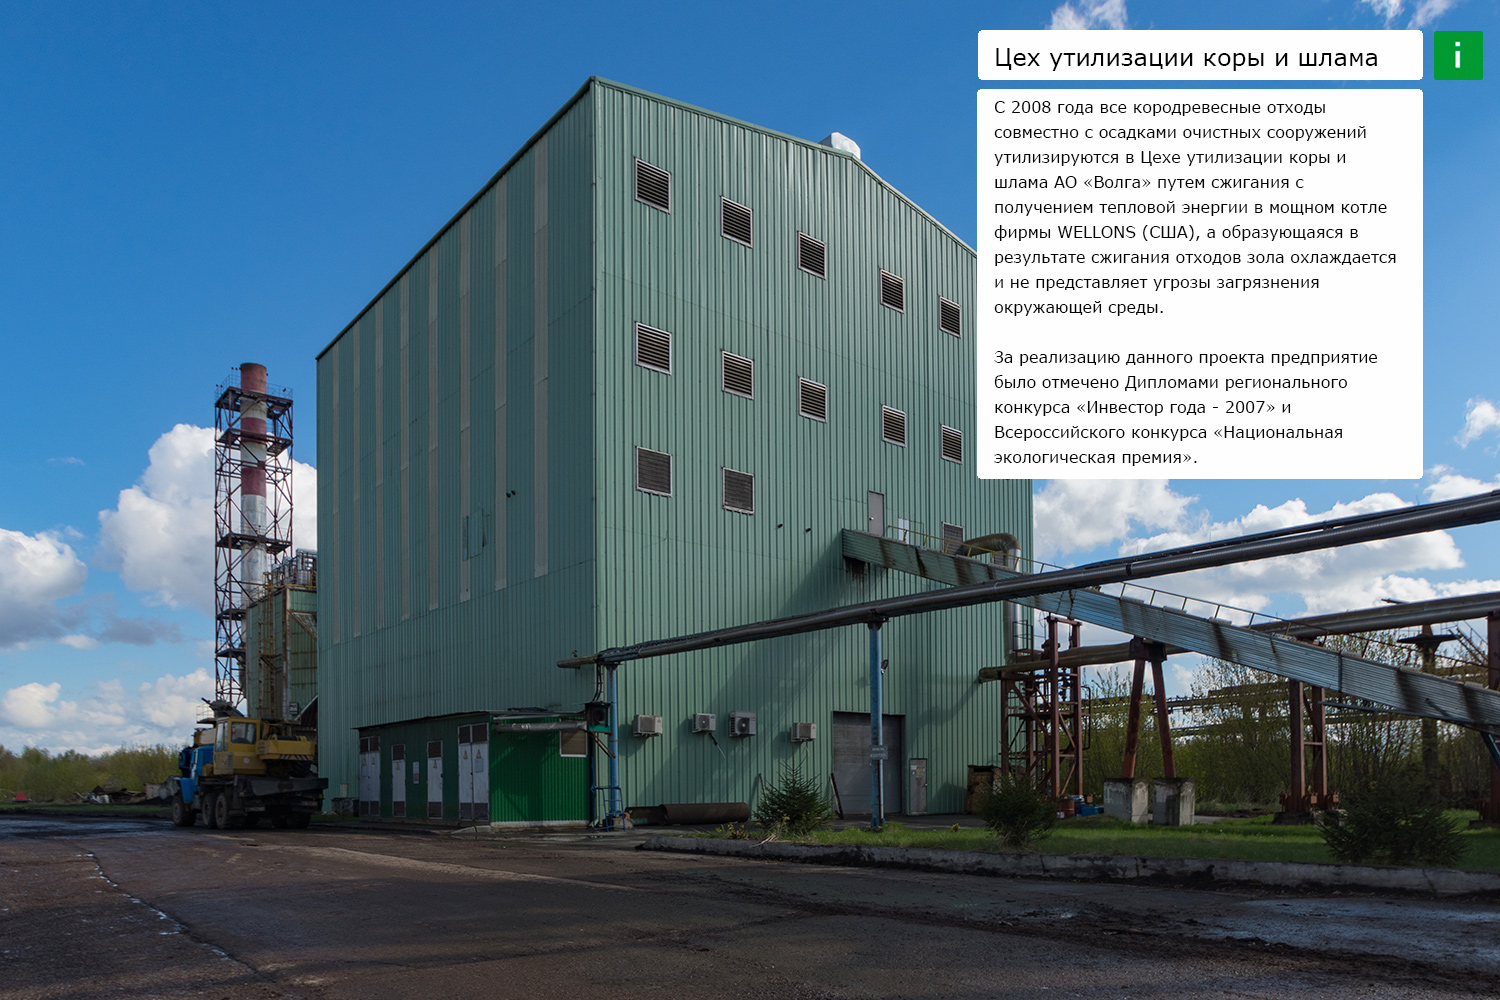 Цех утилизации коры и шлама
i
С 2008 года все кородревесные отходы
совместно с осадками очистных сооружений
утилизируются в Цехе утилизации коры и
шлама АО «Волга» путем сжигания с
получением тепловой энергии в мощном котле
фирмы WELLONS (США), а образующаяся в
результате сжигания отходов зола охлаждается
и не представляет угрозы загрязнения
окружающей среды.
За реализацию данного проекта предприятие
было отмечено Дипломами регионального
конкурса «Инвестор года - 2007» и
Всероссийского конкурса «Национальная
экологическая премия».